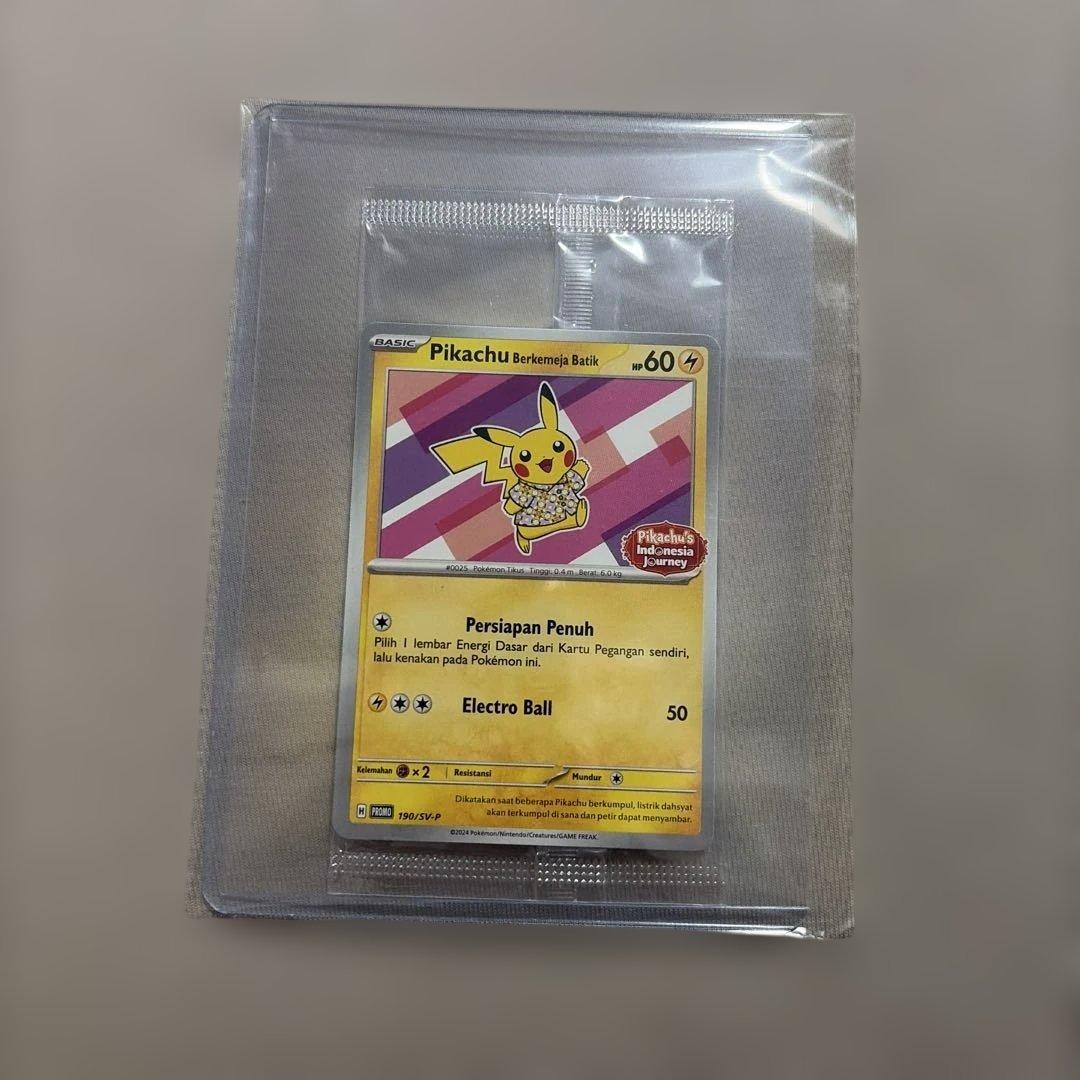 BASIC Pikachu Berkemeja Batik HP 60
Pikachu's
Indonesia
Journey
#0025 Pokémon Tikus Tinggi: 0.4 m Berat: 6.0 kg
Persiapan Penuh
Pilih 1 lembar Energi Dasar dari Kartu Pegangan sendiri,
lalu kenakan pada Pokémon ini.
Electro Ball 50
Kelemahan ×2 Resistansi Mundur
Dikatakan saat beberapa Pikachu berkumpul, listrik dahsyat
akan terkumpul di sana dan petir dapat menyambar.
H PROMO 190/SV-P
©2024 Pokémon/Nintendo/Creatures/GAME FREAK.